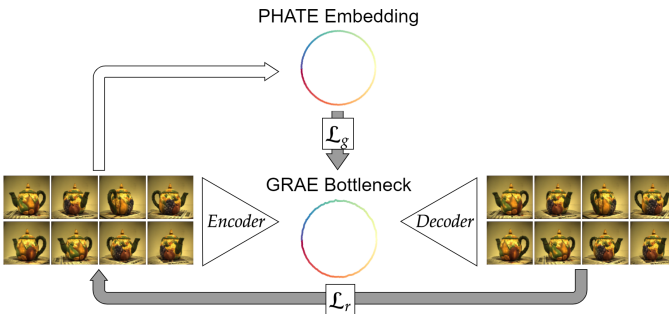 PHATE Embedding
𝔏g
GRAE Bottleneck
Encoder
Decoder
𝔏r